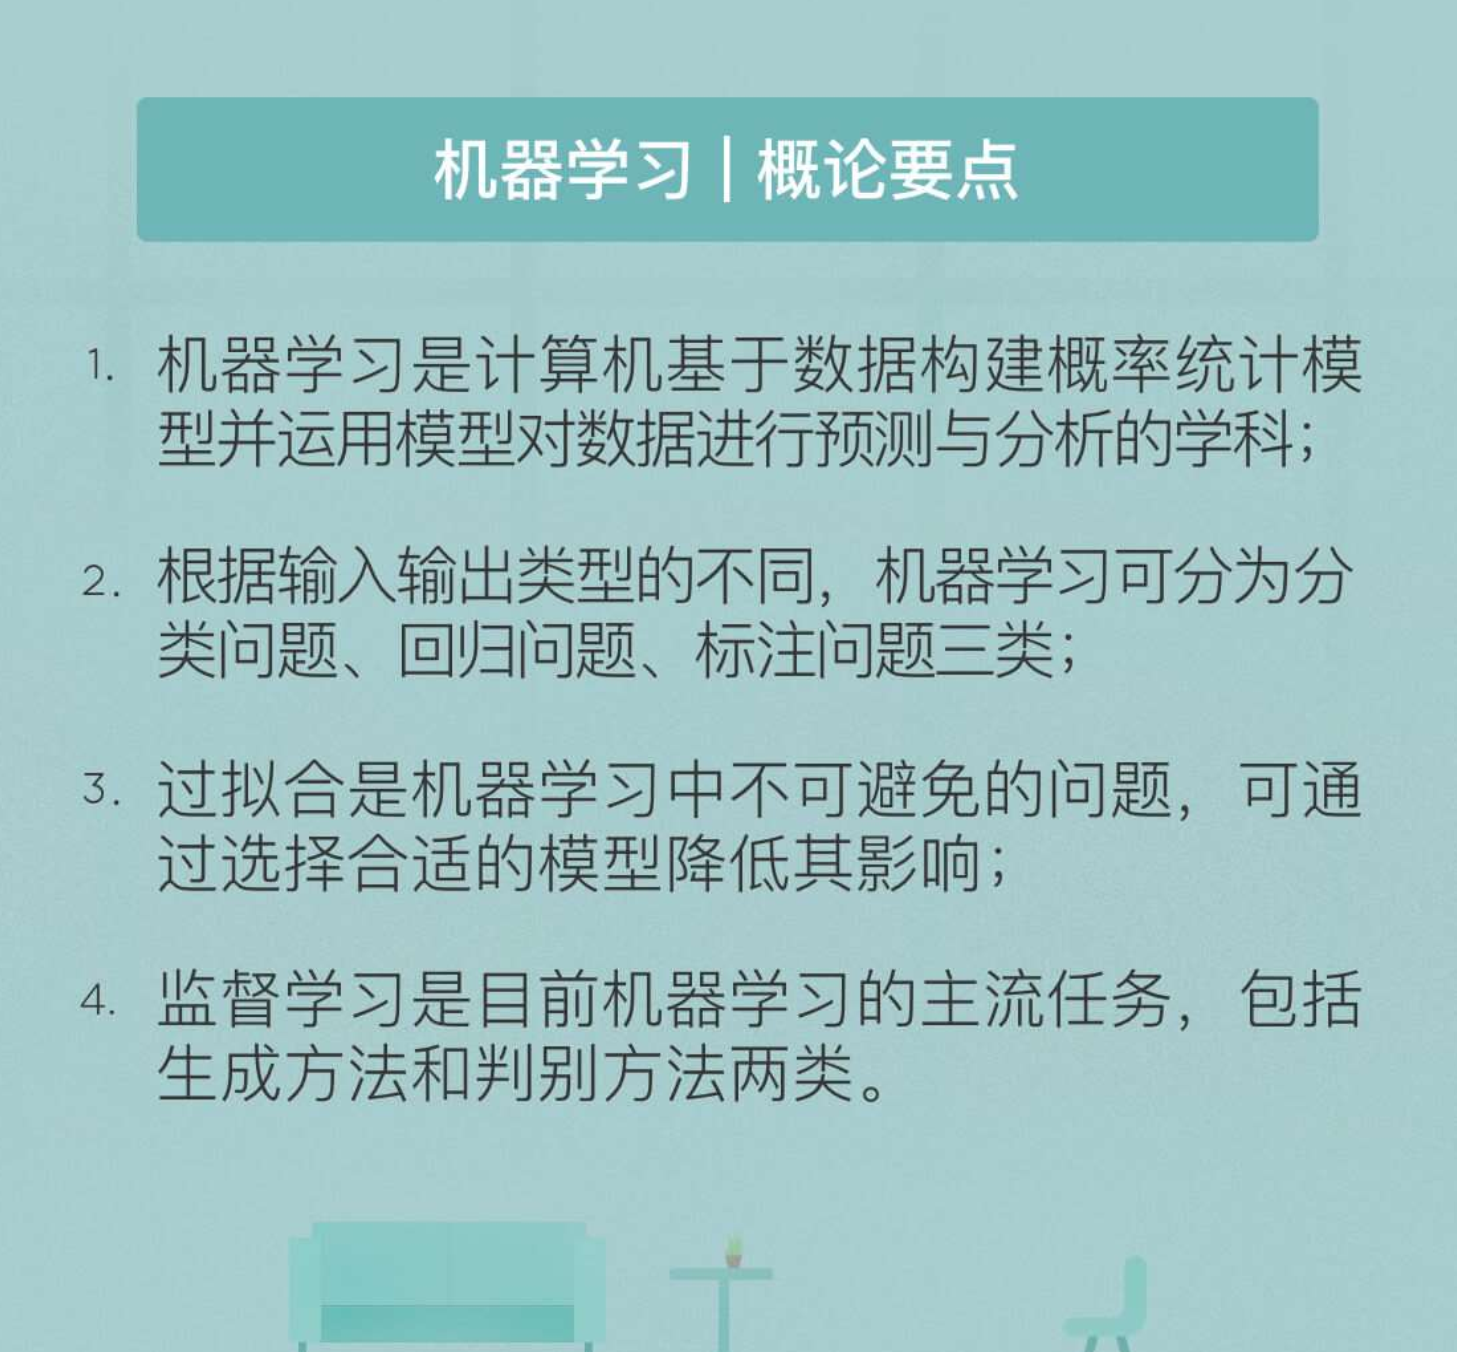 机器学习 | 概论要点
1. 机器学习是计算机基于数据构建概率统计模
型并运用模型对数据进行预测与分析的学科；
2. 根据输入输出类型的不同，机器学习可分为分
类问题、回归问题、标注问题三类；
3. 过拟合是机器学习中不可避免的问题，可通
过选择合适的模型降低其影响；
4. 监督学习是目前机器学习的主流任务，包括
生成方法和判别方法两类。